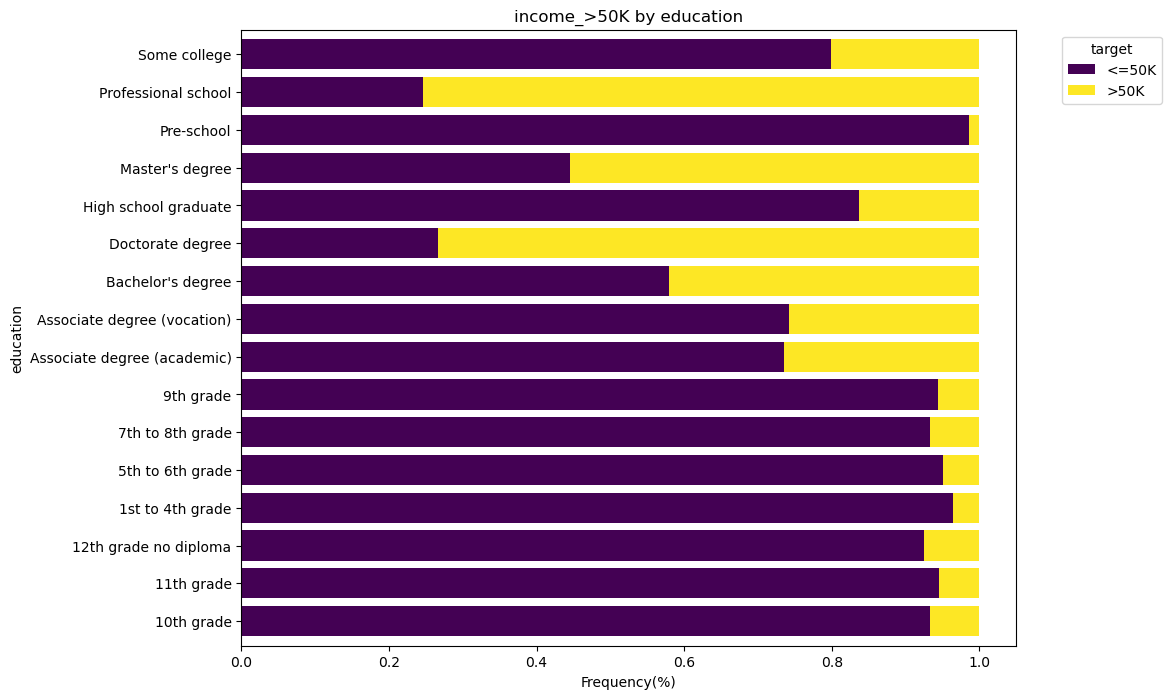 income_>50K by education
target
<=50K
>50K
education
Some college
Professional school
Pre-school
Master's degree
High school graduate
Doctorate degree
Bachelor's degree
Associate degree (vocation)
Associate degree (academic)
9th grade
7th to 8th grade
5th to 6th grade
1st to 4th grade
12th grade no diploma
11th grade
10th grade
0.0 0.2 0.4 0.6 0.8 1.0
Frequency(%)